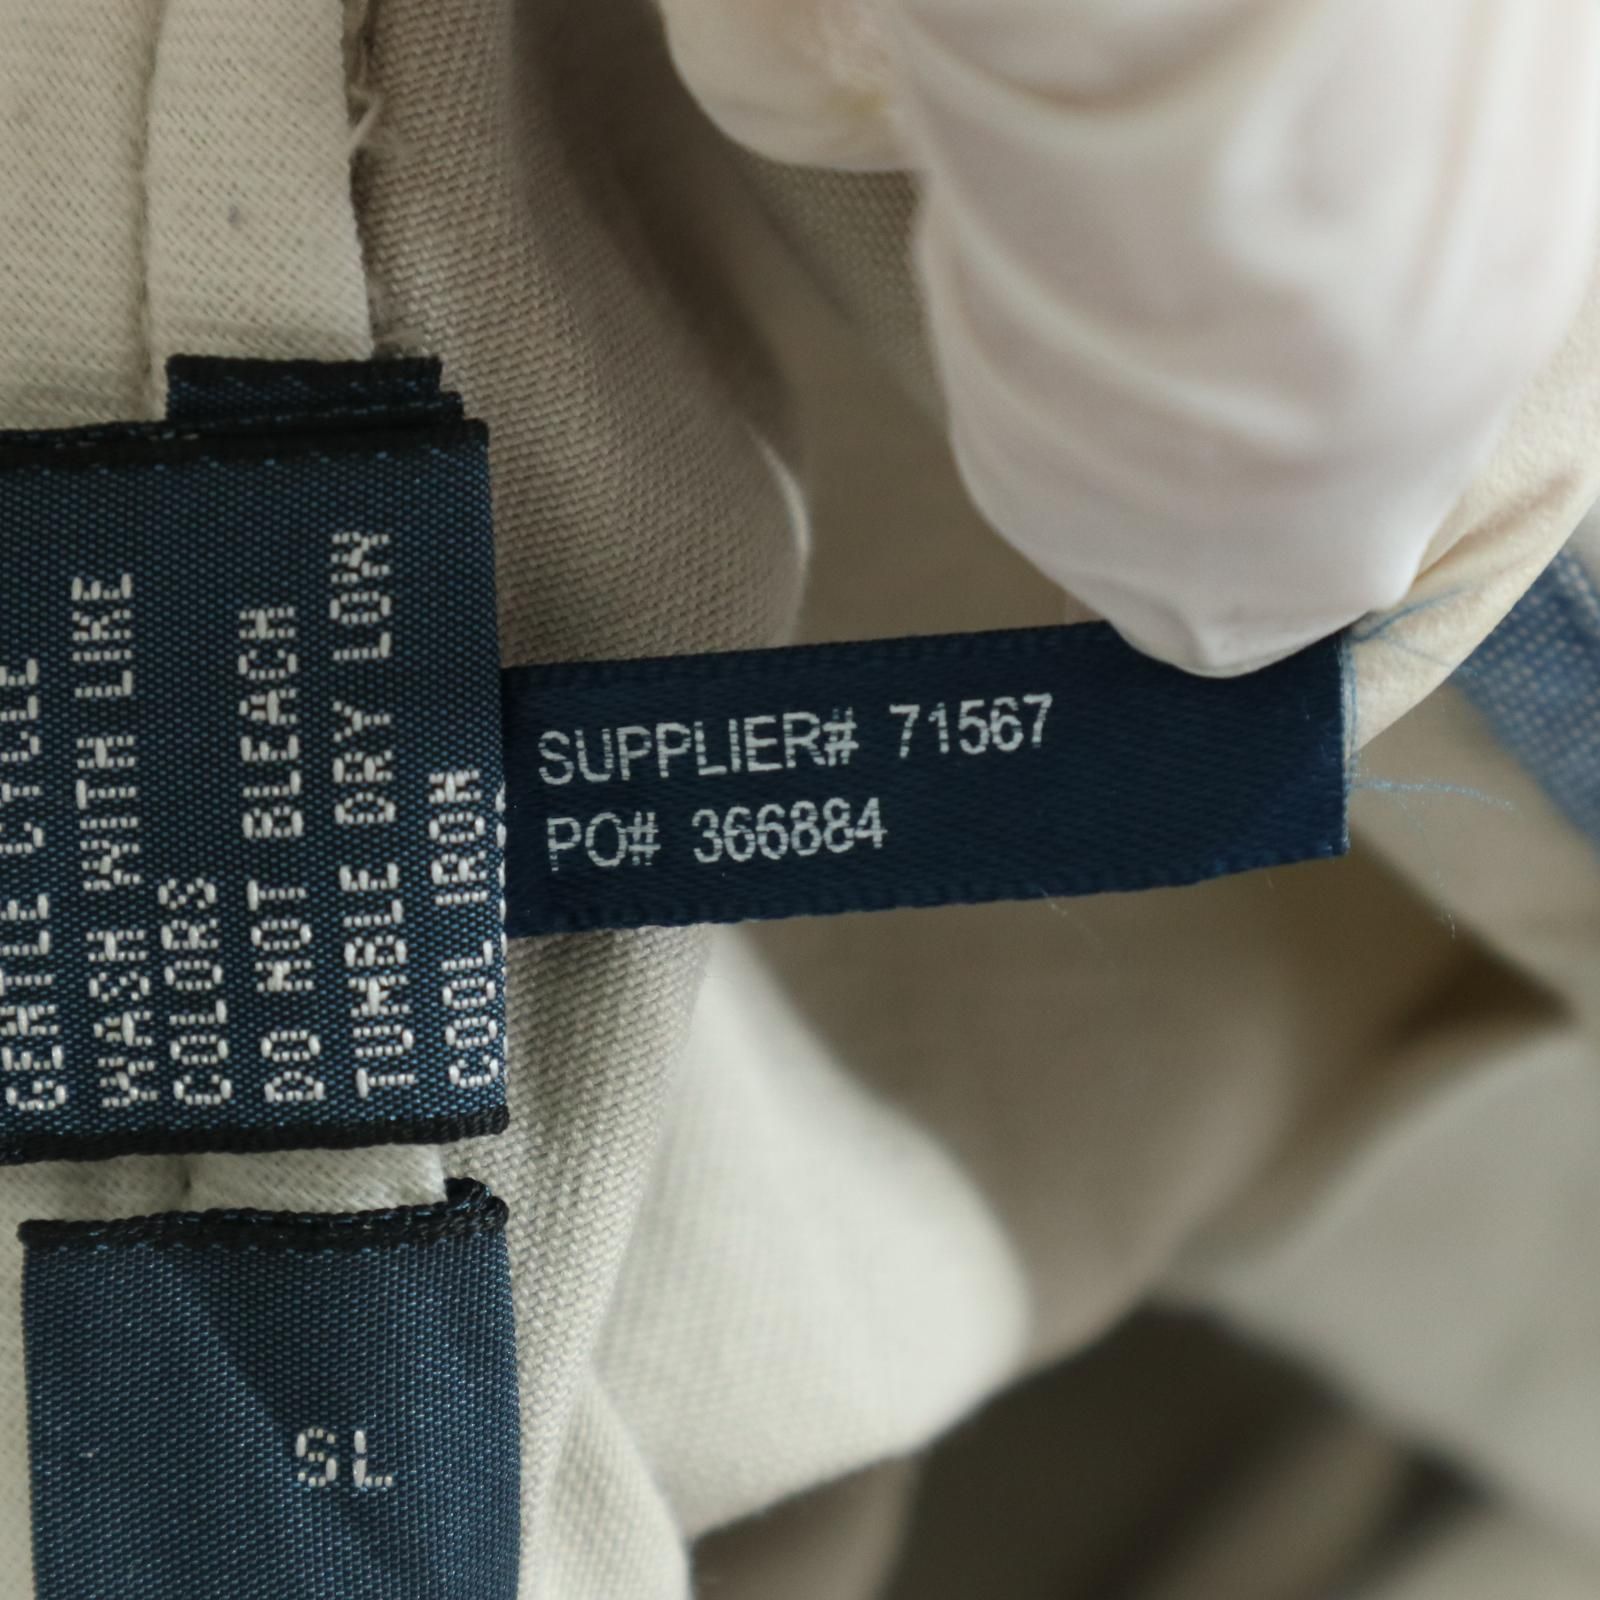 GENTLE CYCLE
WASH WITH LIKE
COLORS
DO NOT BLEACH
TUMBLE DRY LOW
COOL IRON
SUPPLIER# 71567
PO# 366884
SL